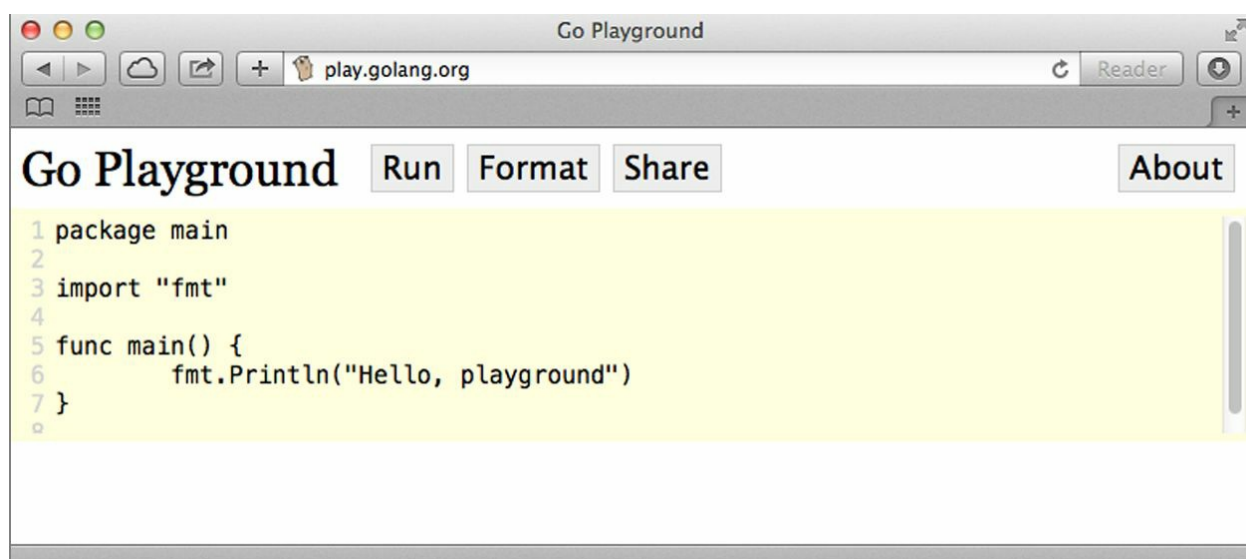 Go Playground
play.golang.org Reader
Go Playground Run Format Share About
1 package main
2
3 import "fmt"
4
5 func main() {
6         fmt.Println("Hello, playground")
7 }
8